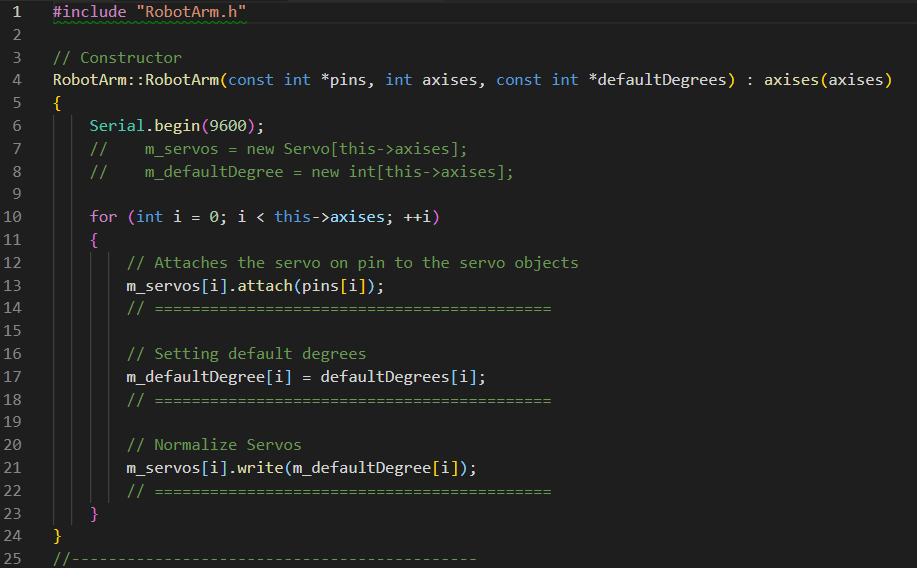 1 #include "RobotArm.h"
2
3 // Constructor
4 RobotArm::RobotArm(const int *pins, int axises, const int *defaultDegrees) : axises(axises)
5 {
6     Serial.begin(9600);
7     //    m_servos = new Servo[this->axises];
8     //    m_defaultDegree = new int[this->axises];
9
10     for (int i = 0; i < this->axises; ++i)
11     {
12         // Attaches the servo on pin to the servo objects
13         m_servos[i].attach(pins[i]);
14         // ===========================================
15
16         // Setting default degrees
17         m_defaultDegree[i] = defaultDegrees[i];
18         // ===========================================
19
20         // Normalize Servos
21         m_servos[i].write(m_defaultDegree[i]);
22         // ===========================================
23     }
24 }
25 //--------------------------------------------